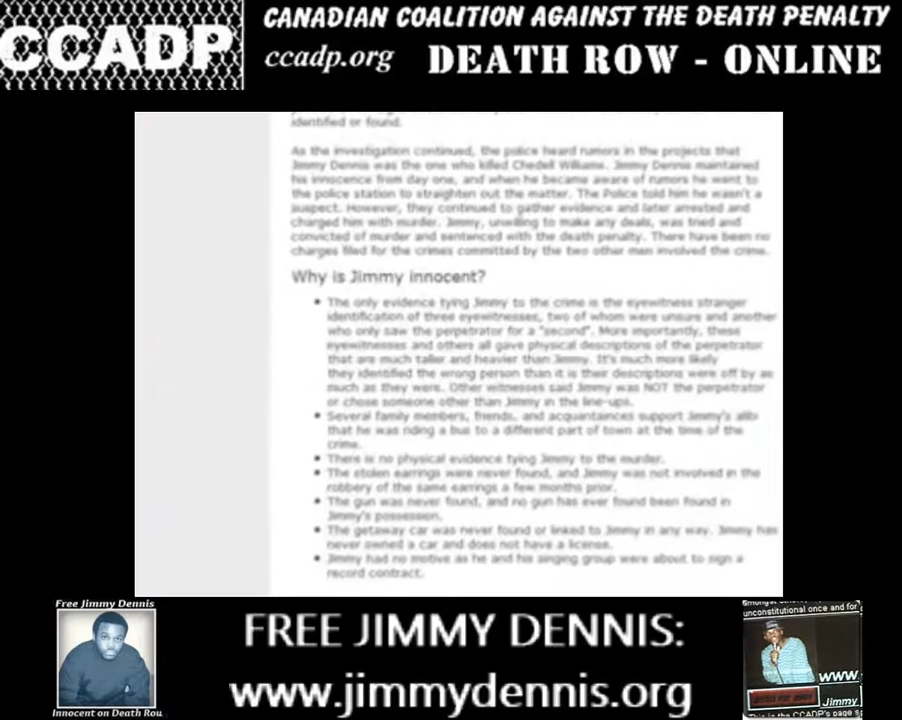 CCADP
CANADIAN COALITION AGAINST THE DEATH PENALTY
ccadp.org DEATH ROW - ONLINE
identified or found.
As the investigation continued, the police heard rumors in the projects that
Jimmy Dennis was the one who killed Chedell Williams. Jimmy Dennis maintained
his innocence from day one, and when he became aware of rumors he went to
the police station to straighten out the matter. The Police told him he wasn't a
suspect. However, they continued to gather evidence and later arrested and
charged him with murder. Jimmy, unwilling to make any deals, was tried and
convicted of murder and sentenced with the death penalty. There have been no
charges filed for the crimes committed by the two other men involved the crime.
Why is Jimmy innocent?
• The only evidence tying Jimmy to the crime is the eyewitness stranger
identification of three eyewitnesses, two of whom were unsure and another
who only saw the perpetrator for a "second". More importantly, these
eyewitnesses and others all gave physical descriptions of the perpetrator
that are much taller and heavier than Jimmy. It's much more likely
they identified the wrong person than it is their descriptions were off by as
much as they were. Other witnesses said Jimmy was NOT the perpetrator
or chose someone other than Jimmy in the line-ups.
• Several family members, friends, and acquantainces support Jimmy's alibi
that he was riding a bus to a different part of town at the time of the
crime.
• There is no physical evidence tying Jimmy to the murder.
• The stolen earrings were never found, and Jimmy was not involved in the
robbery of the same earrings a few months prior.
• The gun was never found, and no gun has ever found been found in
Jimmy's possession.
• The getaway car was never found or linked to Jimmy in any way. Jimmy has
never owned a car and does not have a license.
• Jimmy had no motive as he and his singing group were about to sign a
record contract.
Free Jimmy Dennis
Innocent on Death Row
FREE JIMMY DENNIS:
www.jimmydennis.org
unconstitutional once and for
www.
Jimmy
This is the CCADP's page